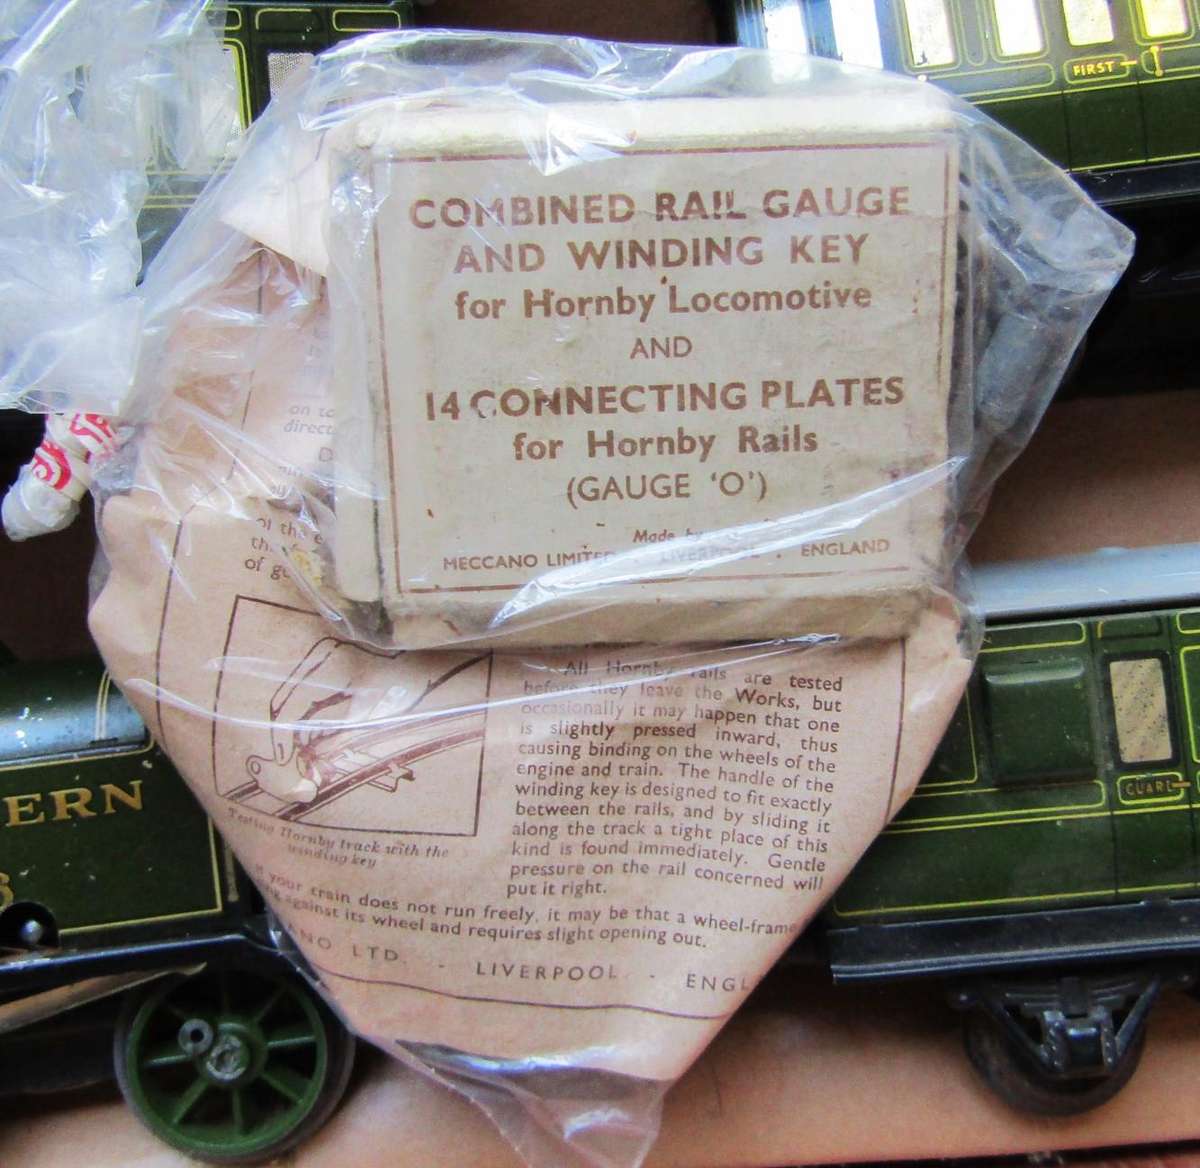 FIRST
COMBINED RAIL GAUGE
AND WINDING KEY
for Hornby Locomotive
AND
14 CONNECTING PLATES
for Hornby Rails
(GAUGE 'O')
Made by
MECCANO LIMITED · LIVERPOOL · ENGLAND
on to
direct
of the e
of g
All Hornby rails are tested
before they leave the Works, but
occasionally it may happen that one
is slightly pressed inward, thus
causing binding on the wheels of the
engine and train. The handle of the
winding key is designed to fit exactly
between the rails, and by sliding it
along the track a tight place of this
kind is found immediately. Gentle
pressure on the rail concerned will
put it right.
Testing Hornby track with the
winding key
your train does not run freely, it may be that a wheel-frame
against its wheel and requires slight opening out.
ANO LTD. - LIVERPOOL - ENGL
ERN
GUARD